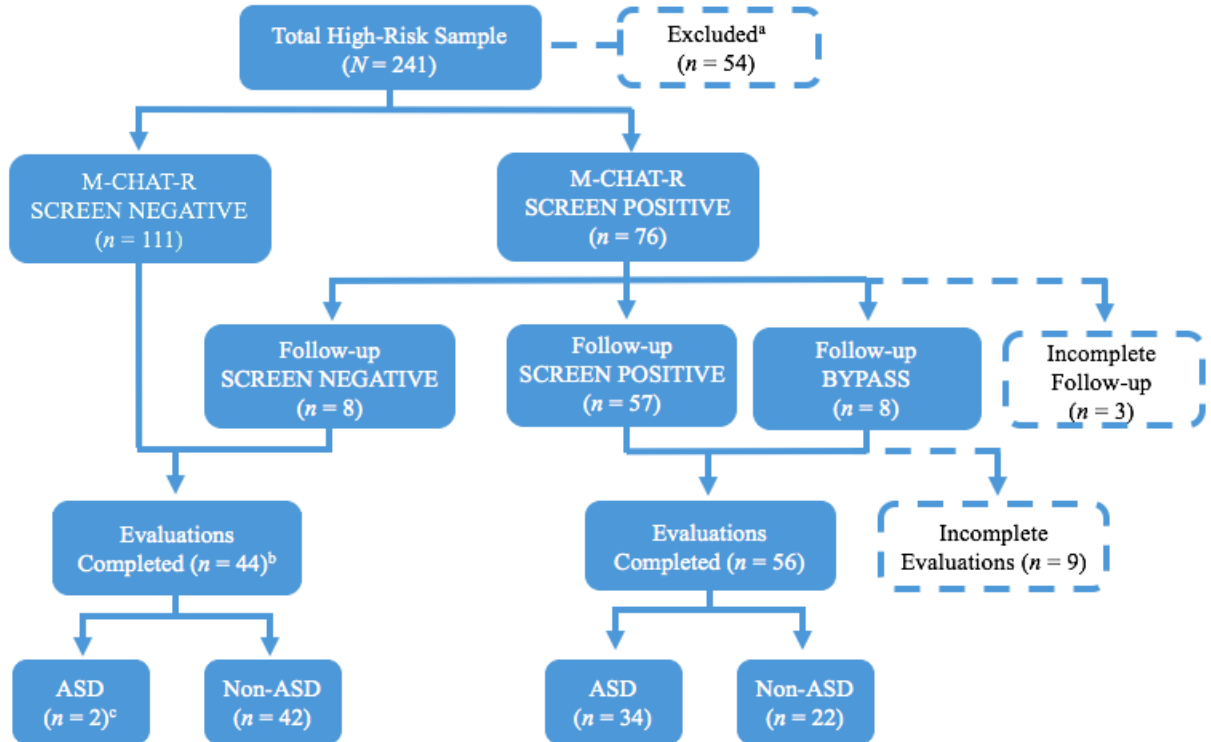 Total High-Risk Sample
(N = 241)
Excludedᵃ
(n = 54)
M-CHAT-R
SCREEN NEGATIVE
(n = 111)
M-CHAT-R
SCREEN POSITIVE
(n = 76)
Follow-up
SCREEN NEGATIVE
(n = 8)
Follow-up
SCREEN POSITIVE
(n = 57)
Follow-up
BYPASS
(n = 8)
Incomplete
Follow-up
(n = 3)
Evaluations
Completed (n = 44)ᵇ
Evaluations
Completed (n = 56)
Incomplete
Evaluations (n = 9)
ASD
(n = 2)ᶜ
Non-ASD
(n = 42)
ASD
(n = 34)
Non-ASD
(n = 22)